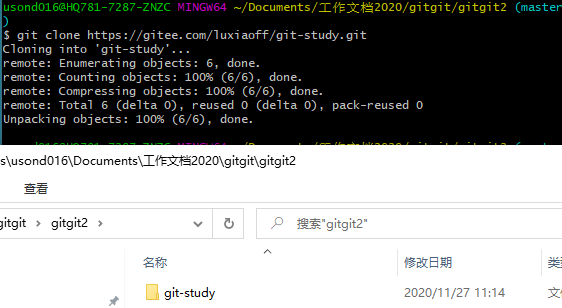 usond016@HQ781-7287-ZNZC MINGW64 ~/Documents/工作文档2020/gitgit/gitgit2 (master
)
$ git clone https://gitee.com/luxiaoff/git-study.git
Cloning into 'git-study'...
remote: Enumerating objects: 6, done.
remote: Counting objects: 100% (6/6), done.
remote: Compressing objects: 100% (6/6), done.
remote: Total 6 (delta 0), reused 0 (delta 0), pack-reused 0
Unpacking objects: 100% (6/6), done.
s\usond016\Documents\工作文档2020\gitgit\gitgit2
查看
gitgit > gitgit2 >
搜索"gitgit2"
名称 修改日期
git-study 2020/11/27 11:14